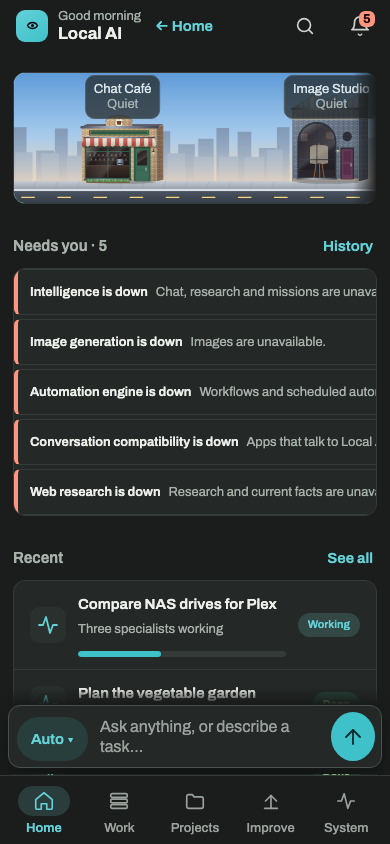 Good morning
Local AI
← Home
5
Chat Café
Quiet
Image Studio
Quiet
Needs you · 5
History
Intelligence is down Chat, research and missions are unava
Image generation is down Images are unavailable.
Automation engine is down Workflows and scheduled autor
Conversation compatibility is down Apps that talk to Local
Web research is down Research and current facts are unava
Recent
See all
Compare NAS drives for Plex
Three specialists working
Working
Plan the vegetable garden
Auto ▾
Ask anything, or describe a
task...
Home
Work
Projects
Improve
System